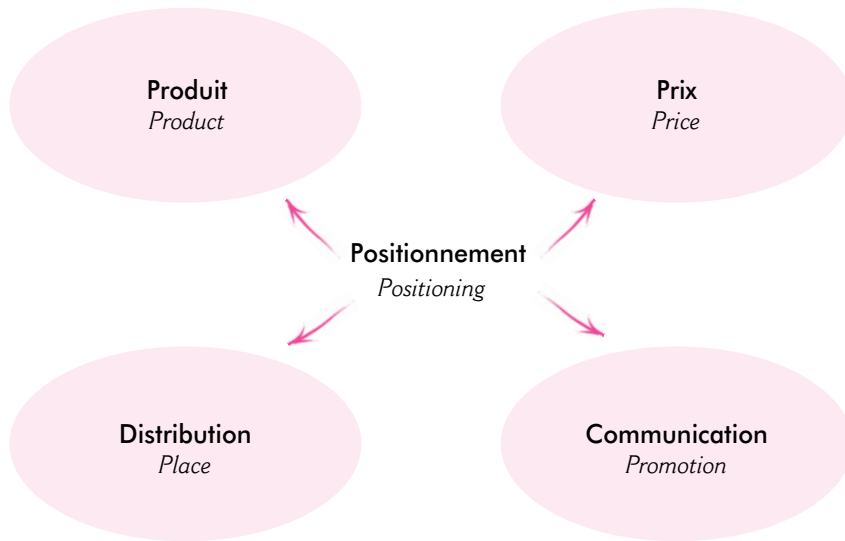 Produit
Product
Prix
Price
Positionnement
Positioning
Distribution
Place
Communication
Promotion